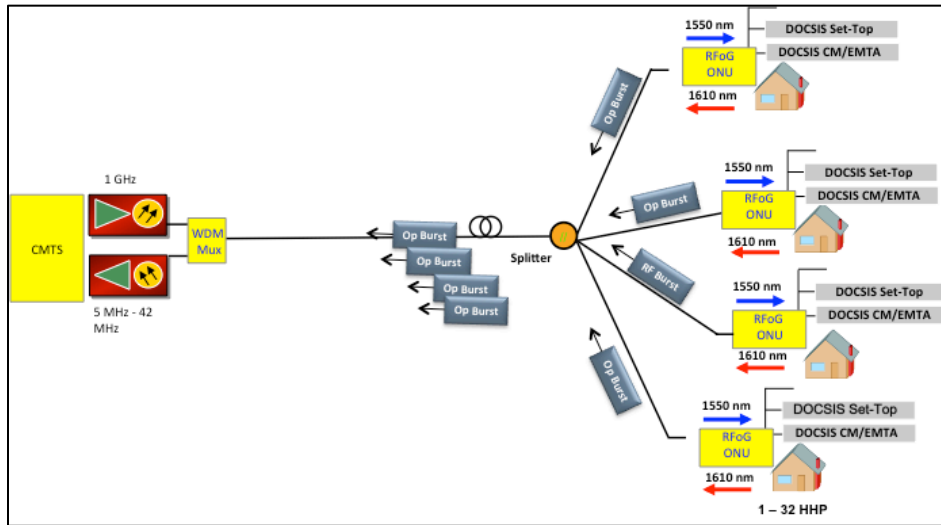 1550 nm
DOCSIS Set-Top
RFoG
ONU
DOCSIS CM/EMTA
1610 nm
Op Burst
1550 nm
DOCSIS Set-Top
RFoG
ONU
DOCSIS CM/EMTA
1610 nm
Op Burst
1 GHz
CMTS
WDM
Mux
5 MHz - 42
MHz
Op Burst
Op Burst
Op Burst
Op Burst
Splitter
RF Burst
1550 nm
DOCSIS Set-Top
RFoG
ONU
DOCSIS CM/EMTA
1610 nm
Op Burst
1550 nm
DOCSIS Set-Top
RFoG
ONU
DOCSIS CM/EMTA
1610 nm
1 – 32 HHP